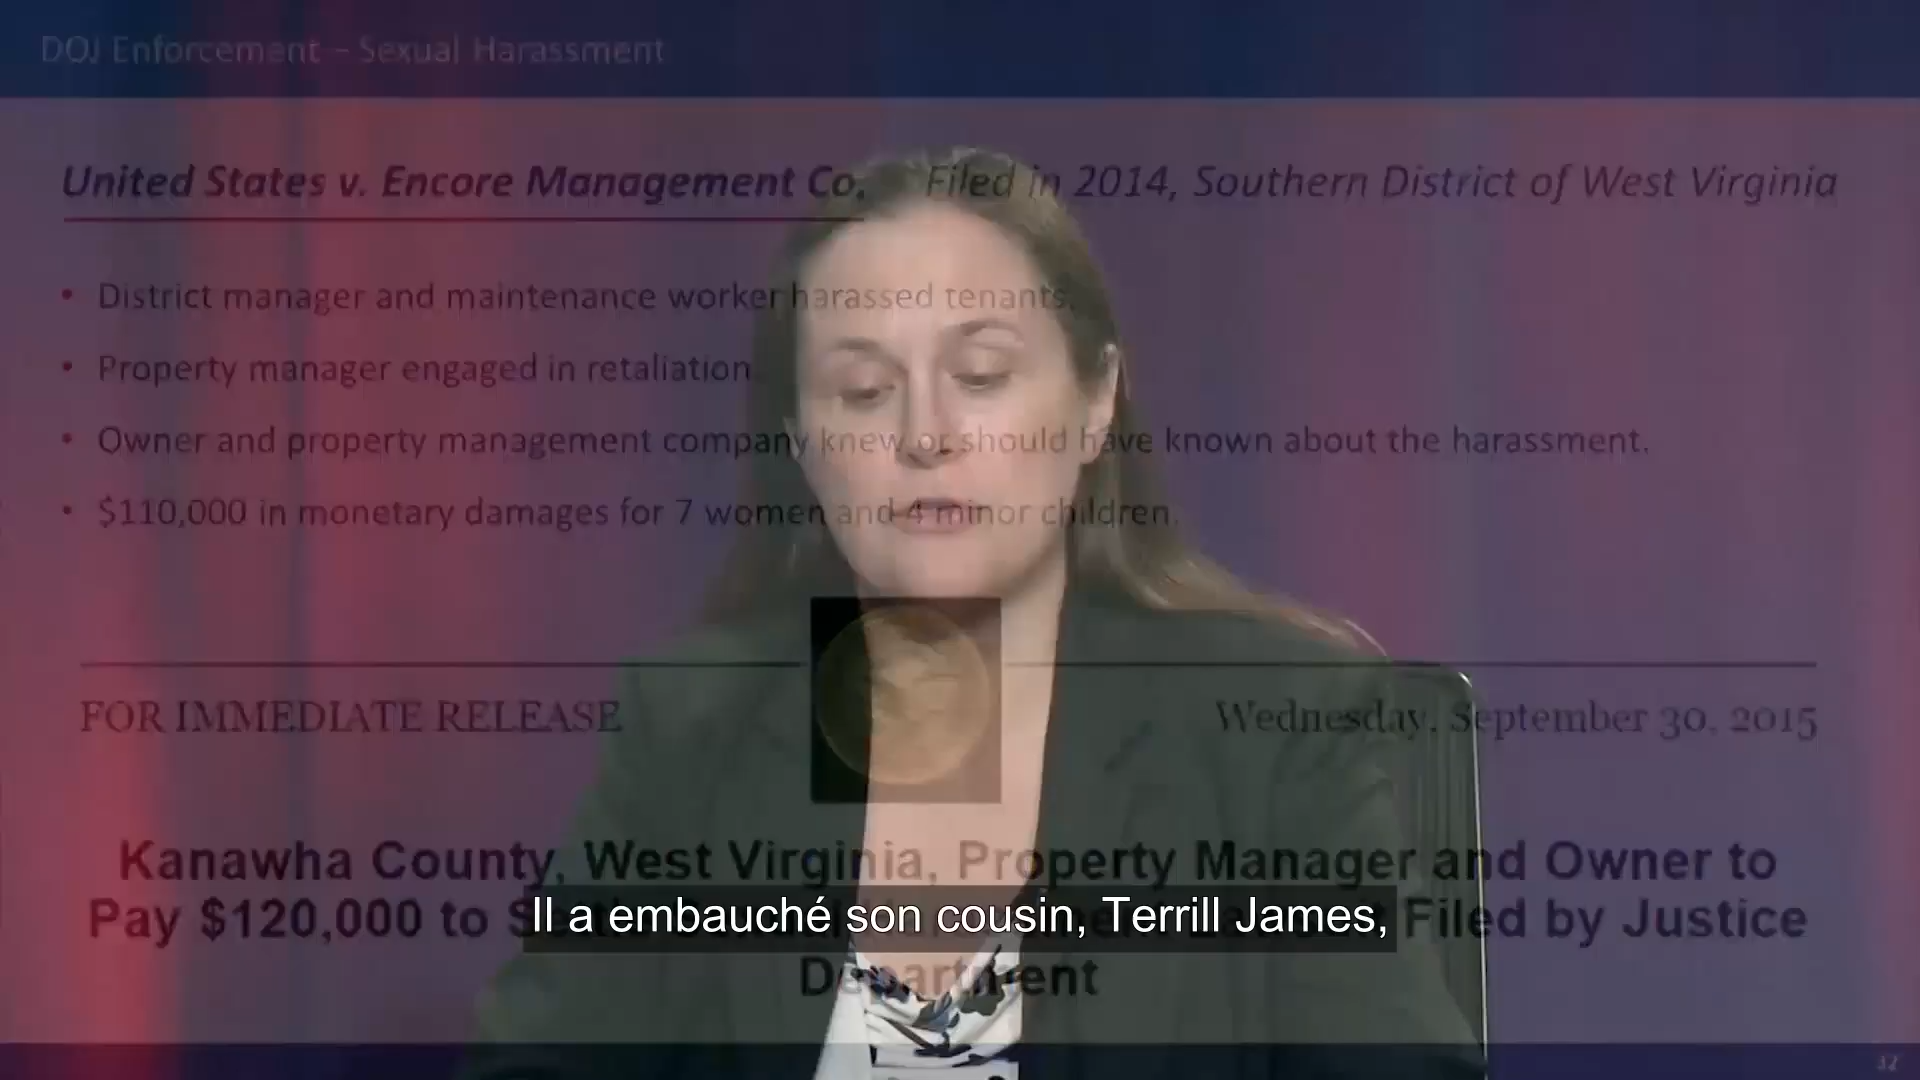 DOJ Enforcement – Sexual Harassment
United States v. Encore Management Co. Filed in 2014, Southern District of West Virginia
• District manager and maintenance worker harassed tenants.
• Property manager engaged in retaliation.
• Owner and property management company knew or should have known about the harassment.
• $110,000 in monetary damages for 7 women and 4 minor children.
FOR IMMEDIATE RELEASE
Wednesday, September 30, 2015
Kanawha County, West Virginia, Property Manager and Owner to
Pay $120,000 to Filed by Justice
Department
Il a embauché son cousin, Terrill James,
32